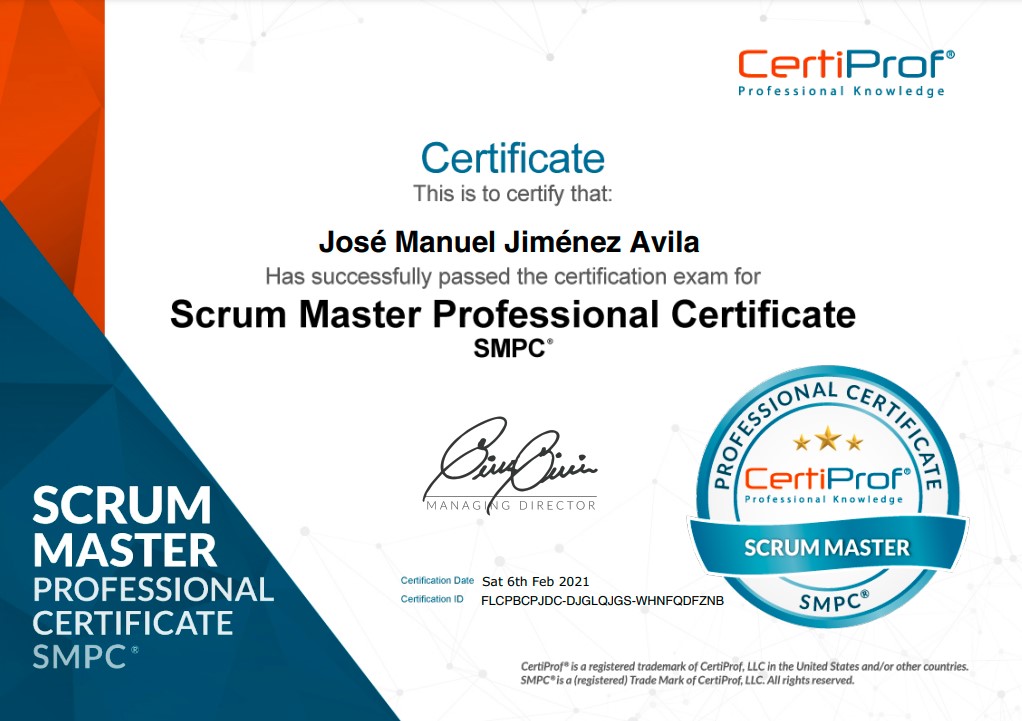 CertiProf®
Professional Knowledge
Certificate
This is to certify that:
José Manuel Jiménez Avila
Has successfully passed the certification exam for
Scrum Master Professional Certificate
SMPC®
MANAGING DIRECTOR
Certification Date Sat 6th Feb 2021
Certification ID FLCPBCPJDC-DJGLQJGS-WHNFQDFZNB
SCRUM
MASTER
PROFESSIONAL
CERTIFICATE
SMPC®
PROFESSIONAL CERTIFICATE
CertiProf®
Professional Knowledge
SCRUM MASTER
SMPC®
CertiProf® is a registered trademark of CertiProf, LLC in the United States and/or other countries.
SMPC® is a (registered) Trade Mark of CertiProf, LLC. All rights reserved.